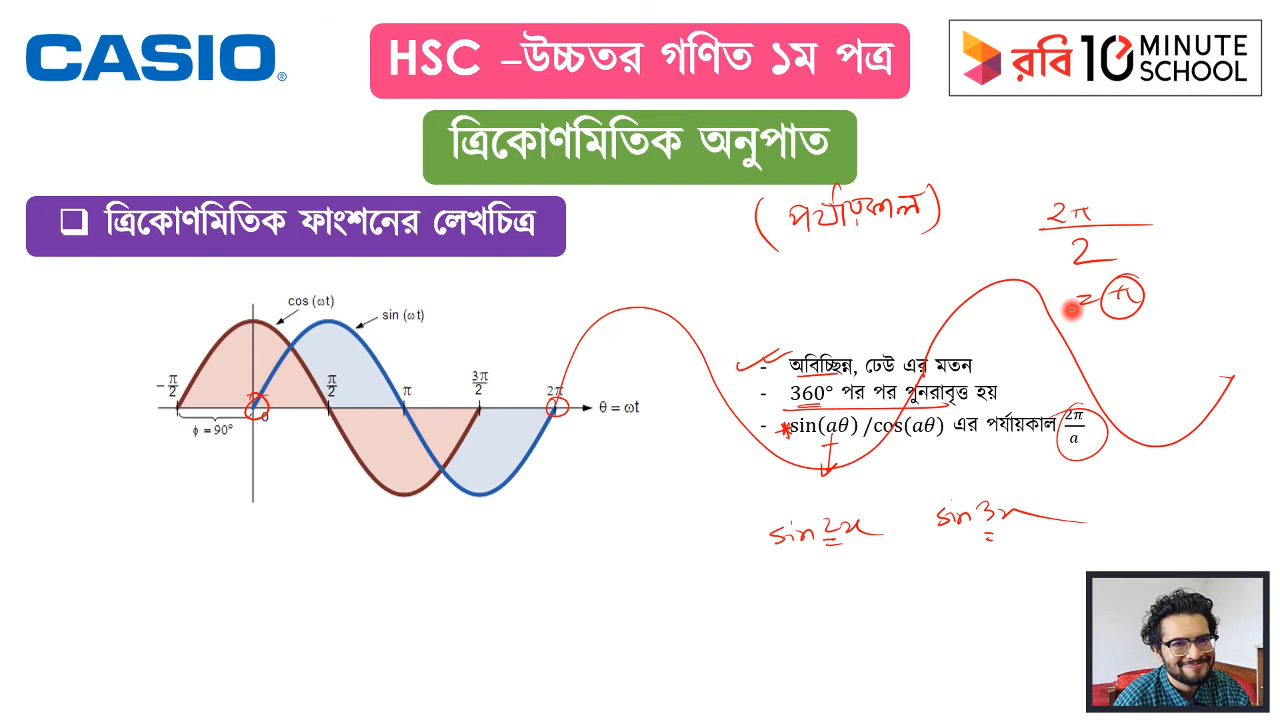 CASIO
HSC –উচ্চতর গণিত ১ম পত্র
রবি 10 MINUTE SCHOOL
ত্রিকোণমিতিক অনুপাত
❑ ত্রিকোণমিতিক ফাংশনের লেখচিত্র
(পর্যায়কাল)
2π
2
= π
cos (ωt)
sin (ωt)
- অবিচ্ছিন্ন, ঢেউ এর মতন
- 360° পর পর পুনরাবৃত্ত হয়
- sin(aθ) /cos(aθ) এর পর্যায়কাল 2π/a
-π/2
0
π/2
π
3π/2
2π
θ = ωt
ϕ = 90°
sin 2x
sin 3x